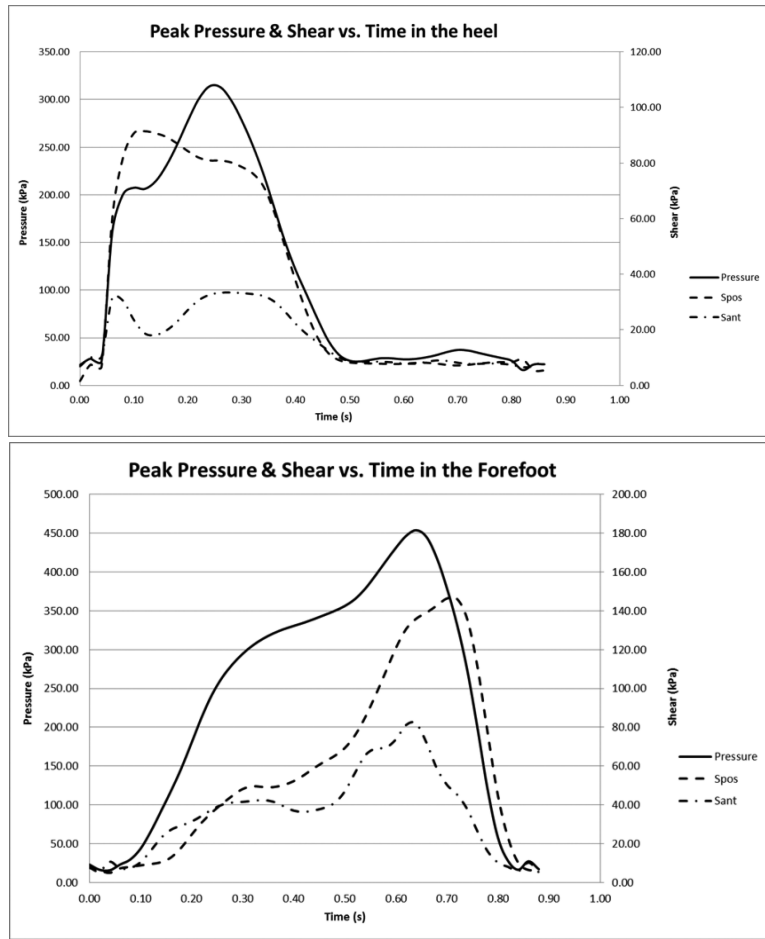 Peak Pressure & Shear vs. Time in the heel
350.00
300.00
250.00
200.00
150.00
100.00
50.00
0.00
Pressure (kPa)
120.00
100.00
80.00
60.00
40.00
20.00
0.00
Shear (kPa)
0.00 0.10 0.20 0.30 0.40 0.50 0.60 0.70 0.80 0.90 1.00
Time (s)
Pressure
Spos
Sant
Peak Pressure & Shear vs. Time in the Forefoot
500.00
450.00
400.00
350.00
300.00
250.00
200.00
150.00
100.00
50.00
0.00
Pressure (kPa)
200.00
180.00
160.00
140.00
120.00
100.00
80.00
60.00
40.00
20.00
0.00
Shear (kPa)
0.00 0.10 0.20 0.30 0.40 0.50 0.60 0.70 0.80 0.90 1.00
Time (s)
Pressure
Spos
Sant